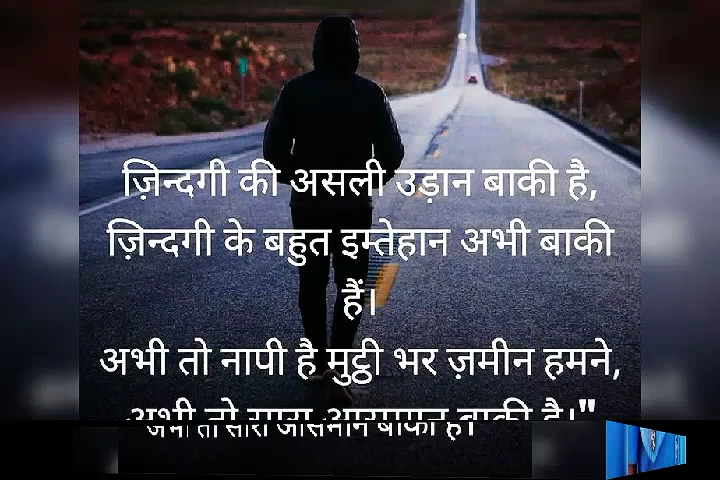 ज़िन्दगी की असली उड़ान बाकी है,
ज़िन्दगी के बहुत इम्तेहान अभी बाकी
हैं।
अभी तो नापी है मुट्ठी भर ज़मीन हमने,
अभी तो सारा आसमान बाकी है।"